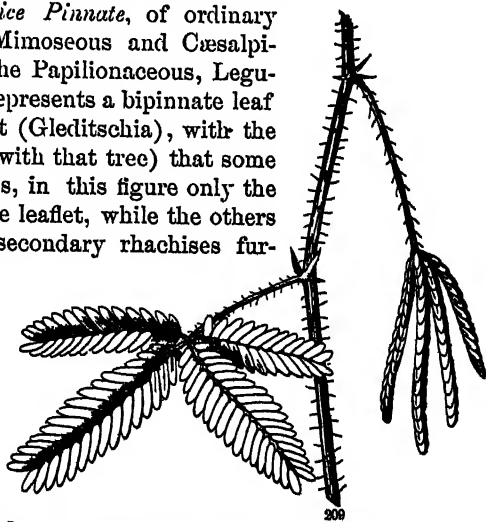 ice Pinnate, of ordinary
Mimoseous and Cæsalpi-
he Papilionaceous, Legu-
epresents a bipinnate leaf
t (Gleditschia), with the
with that tree) that some
s, in this figure only the
e leaflet, while the others
secondary rhachises fur-
209